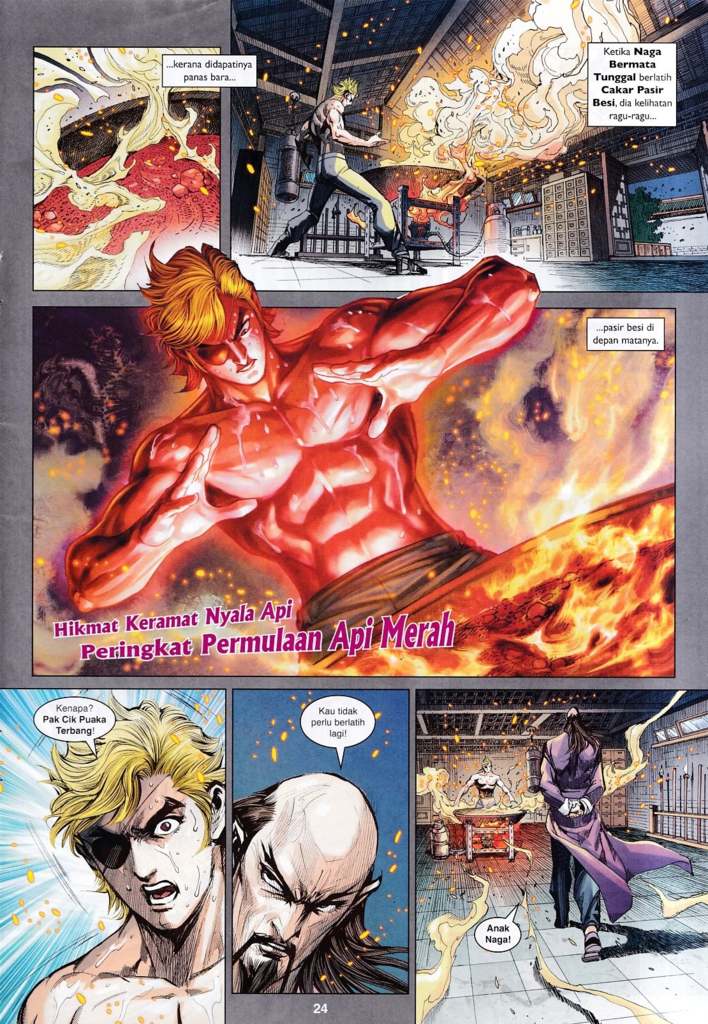 ...kerana didapatinya
panas bara...
Ketika Naga
Bermata
Tunggal berlatih
Cakar Pasir
Besi, dia kelihatan
ragu-ragu...
...pasir besi di
depan matanya.
Hikmat Keramat Nyala Api
Peringkat Permulaan Api Merah
Kenapa?
Pak Cik Puaka
Terbang!
Kau tidak
perlu berlatih
lagi!
Anak
Naga!
24